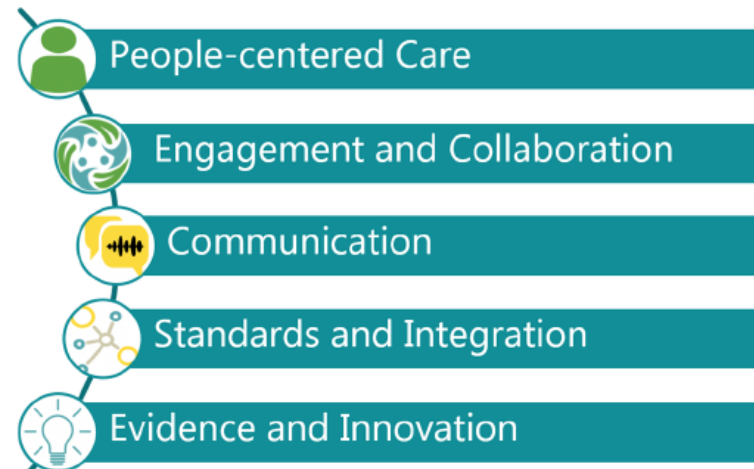 People-centered Care
Engagement and Collaboration
Communication
Standards and Integration
Evidence and Innovation